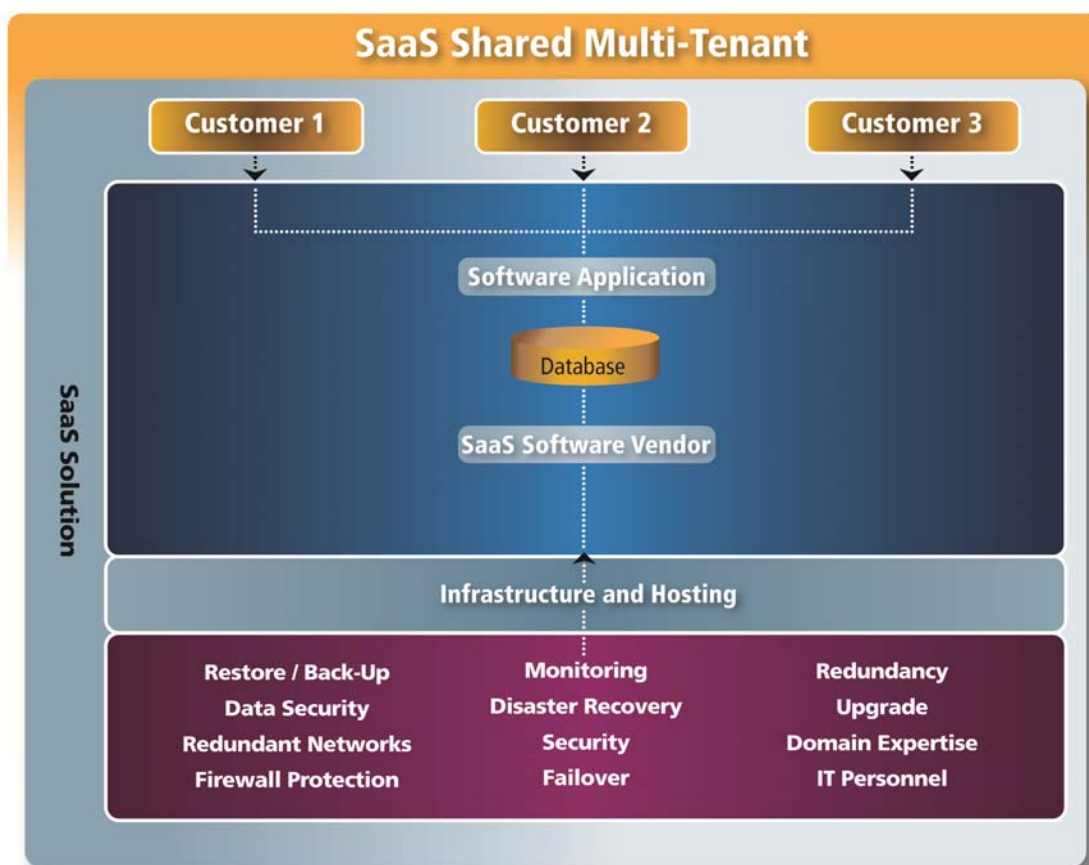 SaaS Shared Multi-Tenant
Customer 1
Customer 2
Customer 3
Software Application
Database
SaaS Software Vendor
SaaS Solution
Infrastructure and Hosting
Restore / Back-Up
Data Security
Redundant Networks
Firewall Protection
Monitoring
Disaster Recovery
Security
Failover
Redundancy
Upgrade
Domain Expertise
IT Personnel